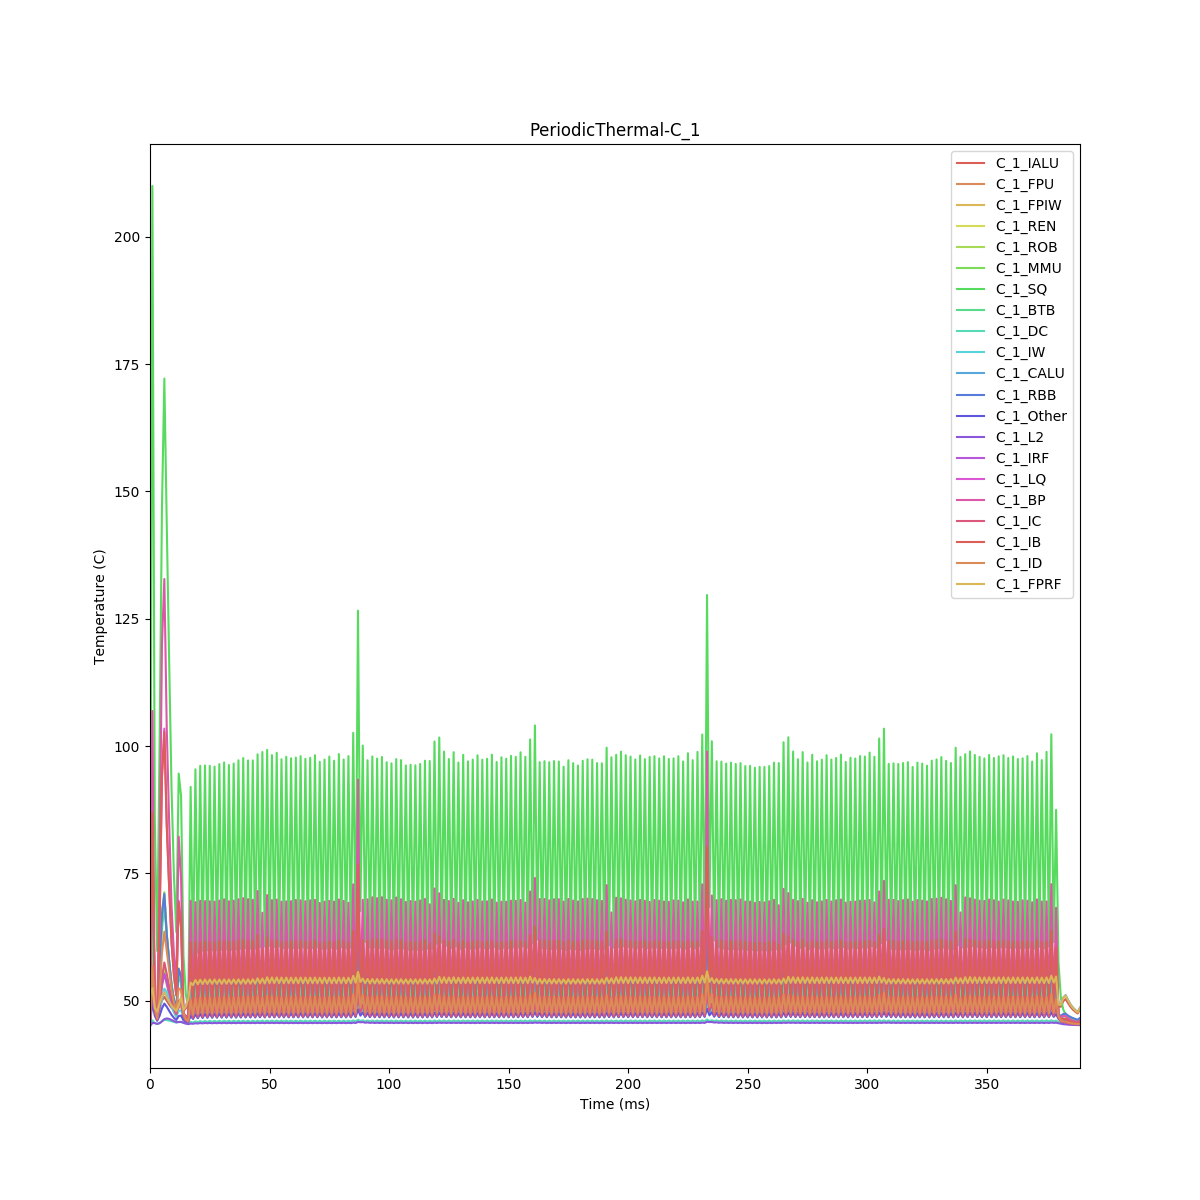 PeriodicThermal-C_1
C_1_IALU
C_1_FPU
C_1_FPIW
C_1_REN
C_1_ROB
C_1_MMU
C_1_SQ
C_1_BTB
C_1_DC
C_1_IW
C_1_CALU
C_1_RBB
C_1_Other
C_1_L2
C_1_IRF
C_1_LQ
C_1_BP
C_1_IC
C_1_IB
C_1_ID
C_1_FPRF
200
175
150
125
100
75
50
Temperature (C)
0 50 100 150 200 250 300 350
Time (ms)